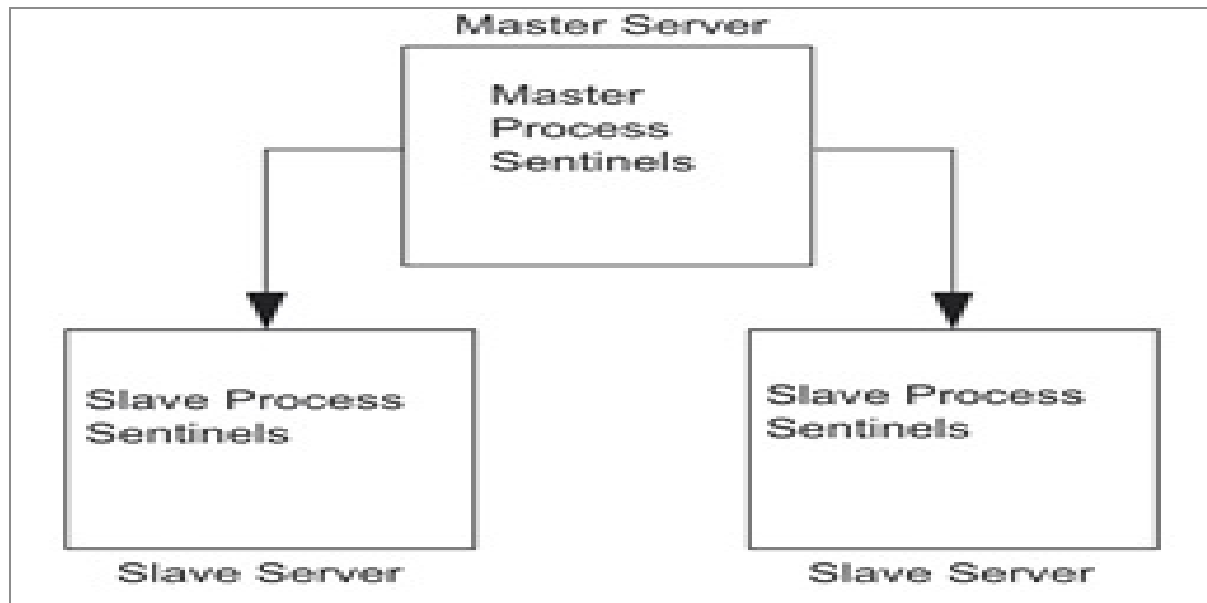 Master Server
Master
Process
Sentinels
Slave Process
Sentinels
Slave Process
Sentinels
Slave Server
Slave Server